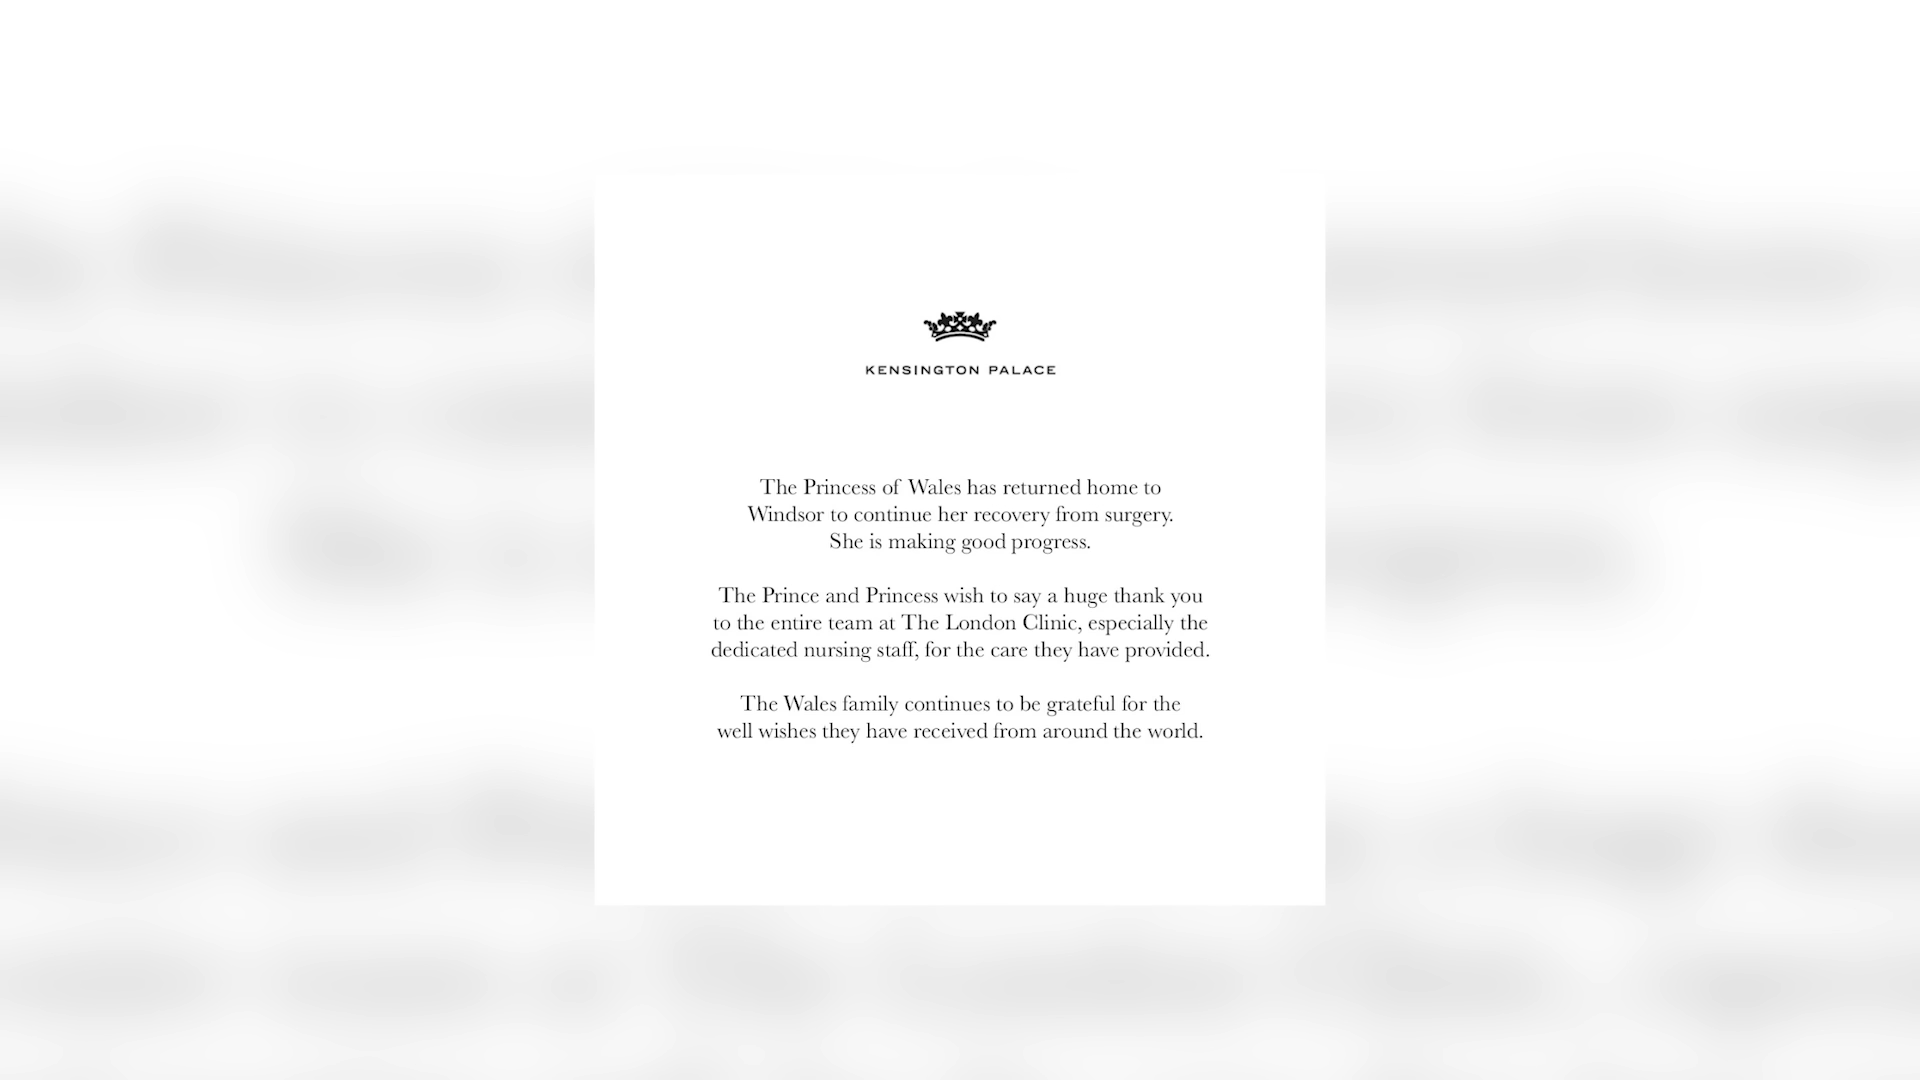 KENSINGTON PALACE
The Princess of Wales has returned home to
Windsor to continue her recovery from surgery.
She is making good progress.
The Prince and Princess wish to say a huge thank you
to the entire team at The London Clinic, especially the
dedicated nursing staff, for the care they have provided.
The Wales family continues to be grateful for the
well wishes they have received from around the world.